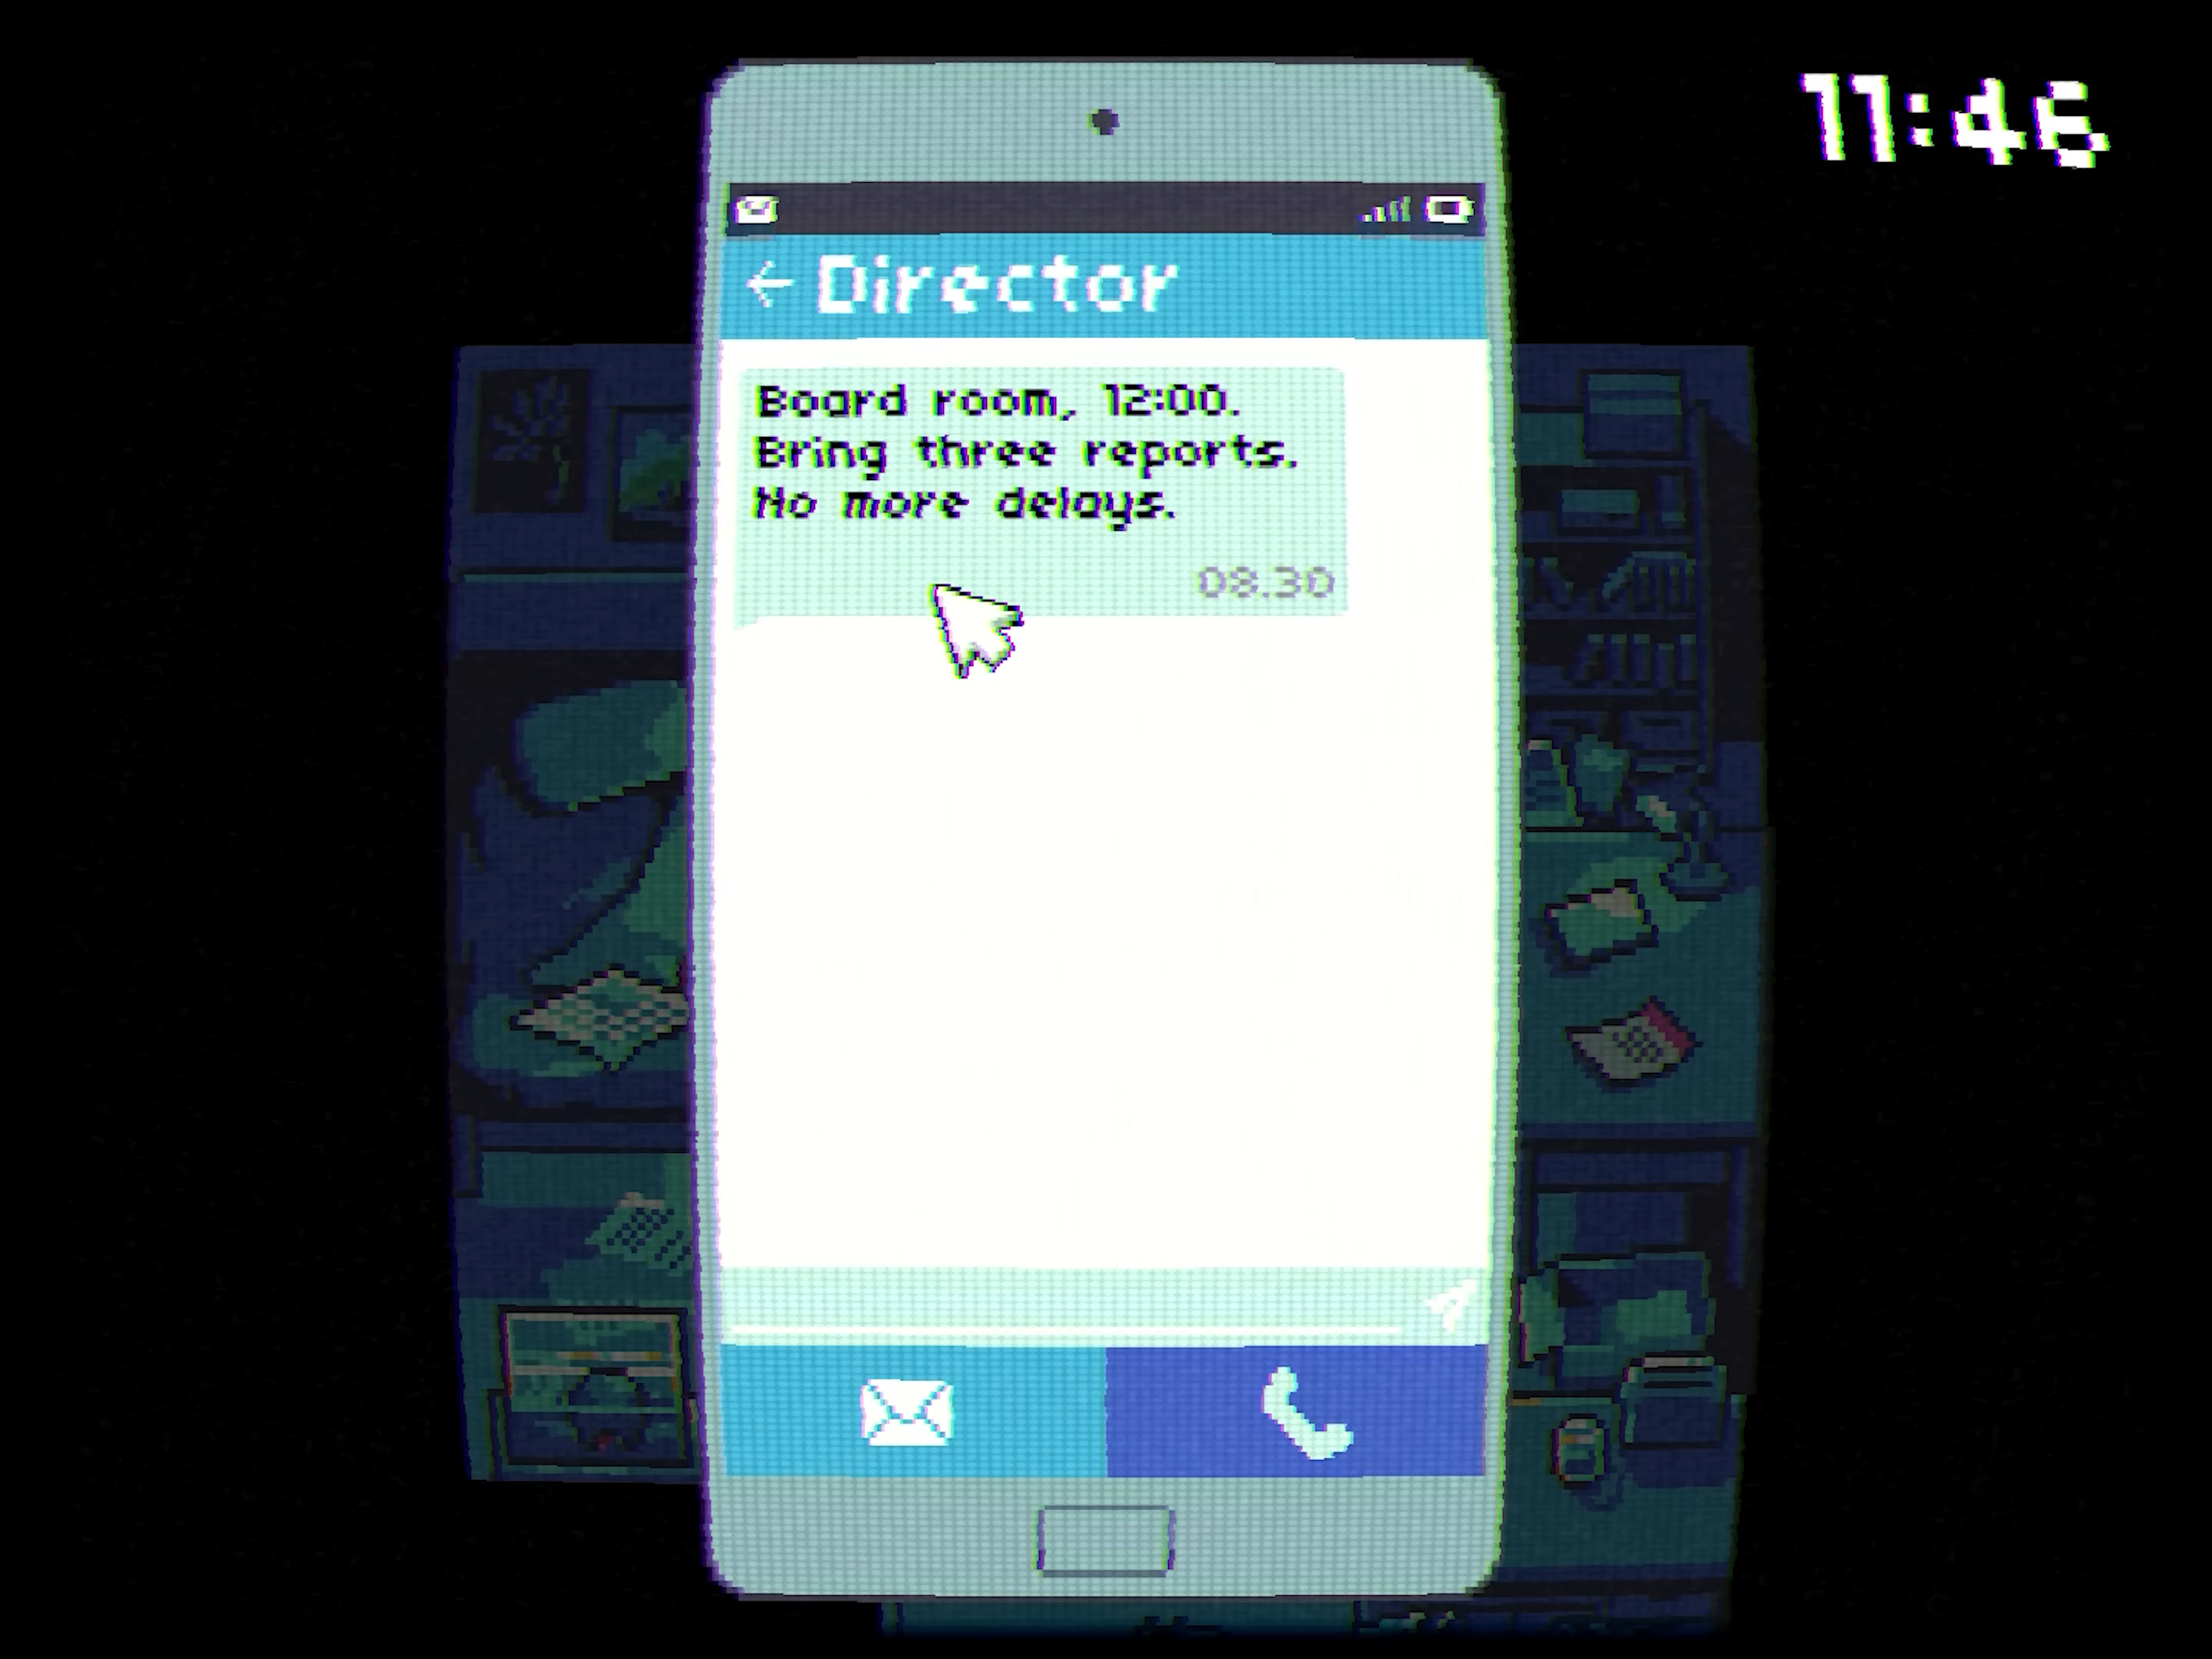 11:46
Director
Board room, 12:00.
Bring three reports.
No more delays.
08.30